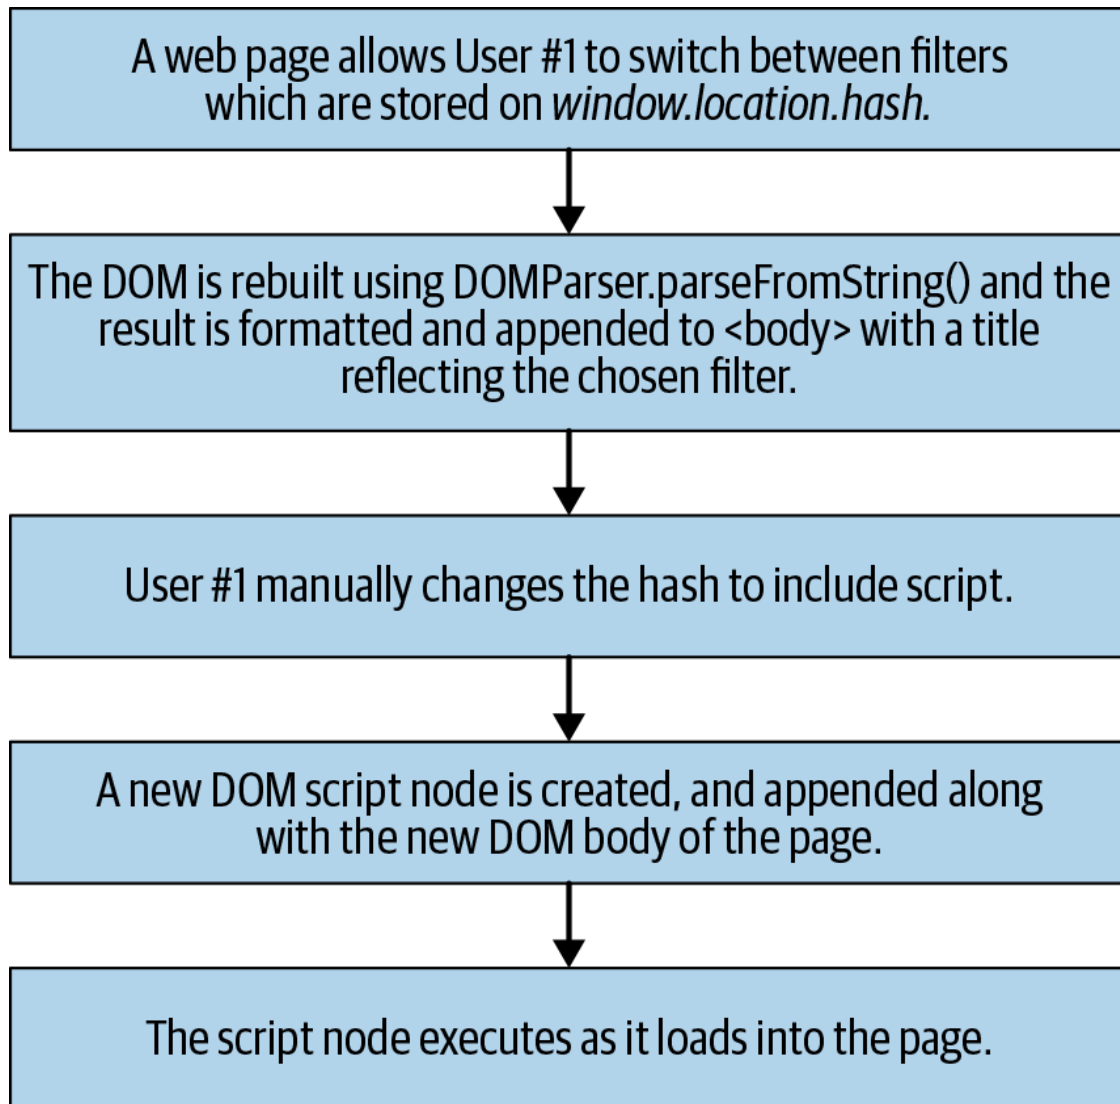 A web page allows User #1 to switch between filters
which are stored on window.location.hash.
The DOM is rebuilt using DOMParser.parseFromString() and the
result is formatted and appended to <body> with a title
reflecting the chosen filter.
User #1 manually changes the hash to include script.
A new DOM script node is created, and appended along
with the new DOM body of the page.
The script node executes as it loads into the page.